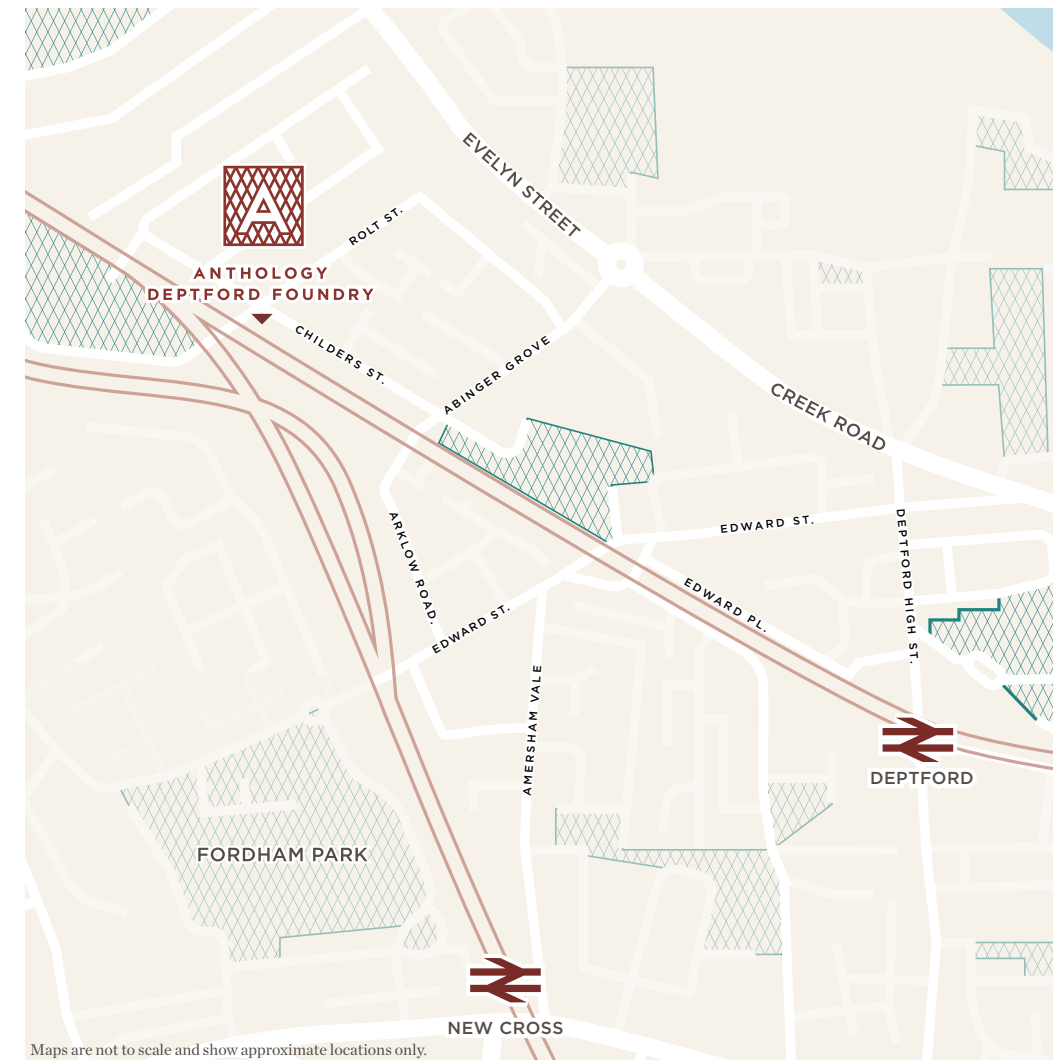 EVELYN STREET
ROLT ST.
A
ANTHOLOGY
DEPTFORD FOUNDRY
CHILDERS ST.
ABINGER GROVE
CREEK ROAD
ARKLOW ROAD.
EDWARD ST.
DEPTFORD HIGH ST.
EDWARD PL.
EDWARD ST.
AMERSHAM VALE
DEPTFORD
FORDHAM PARK
NEW CROSS
Maps are not to scale and show approximate locations only.